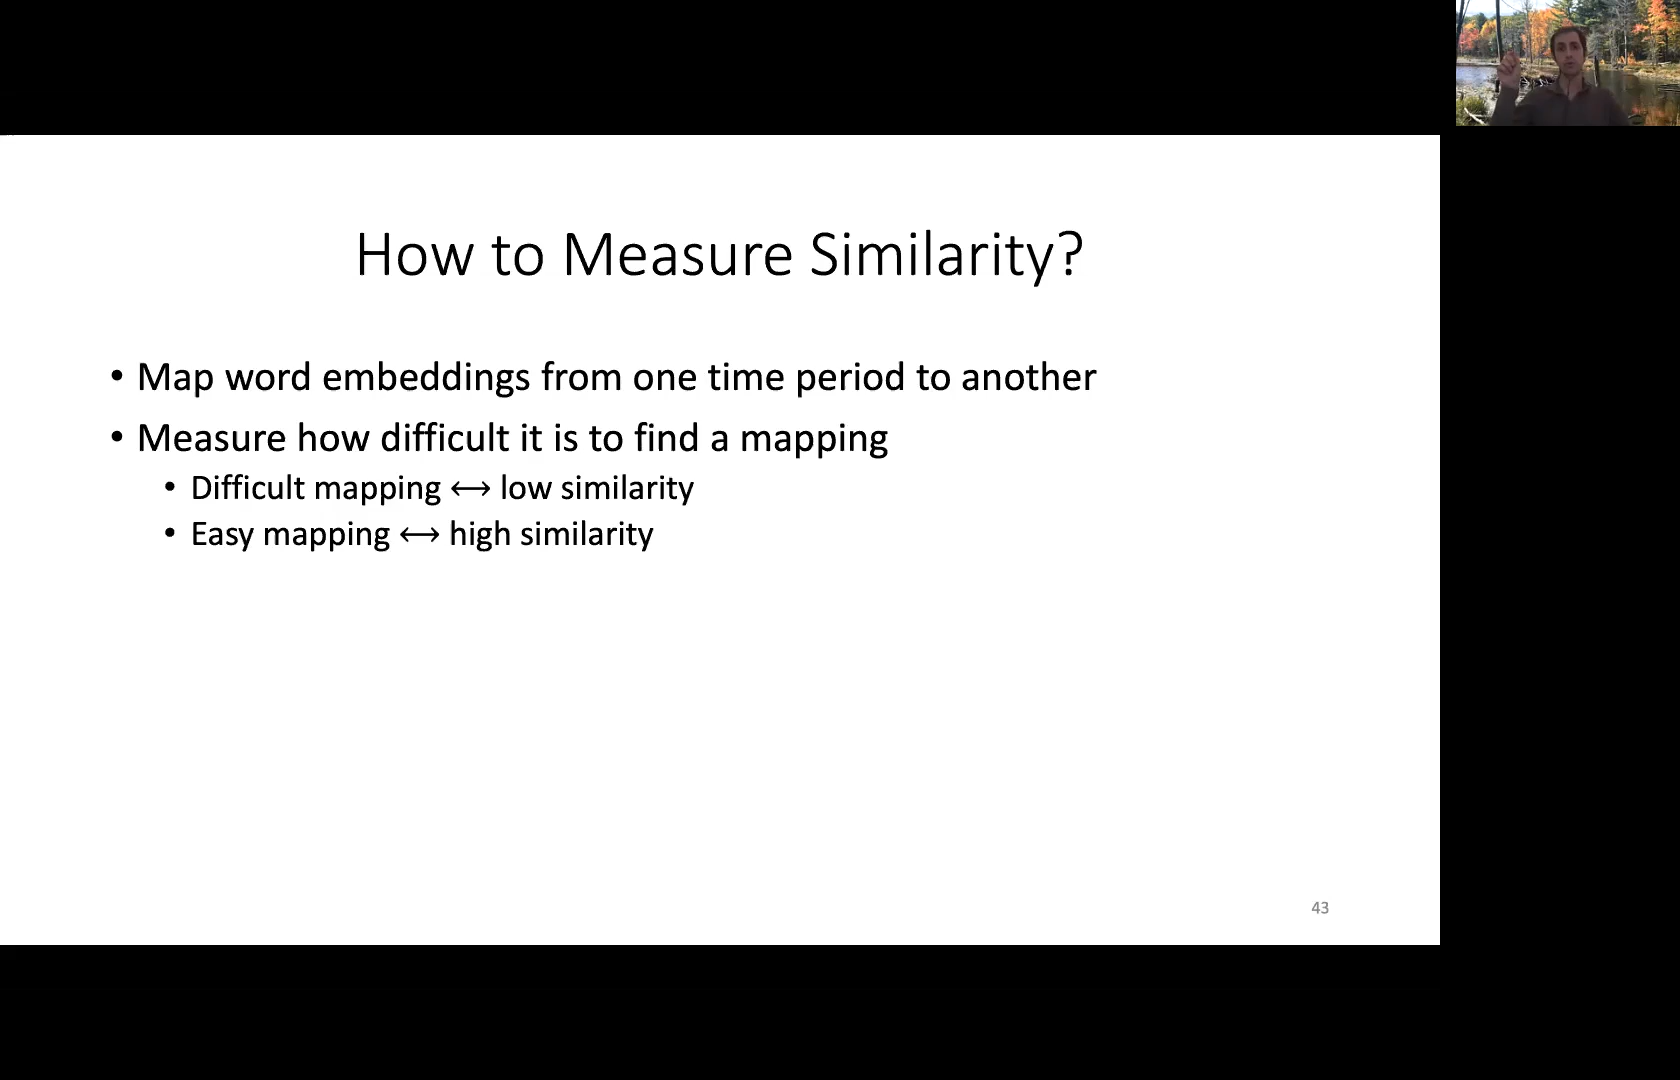 How to Measure Similarity?
• Map word embeddings from one time period to another
• Measure how difficult it is to find a mapping
• Difficult mapping ⟷ low similarity
• Easy mapping ⟷ high similarity
43